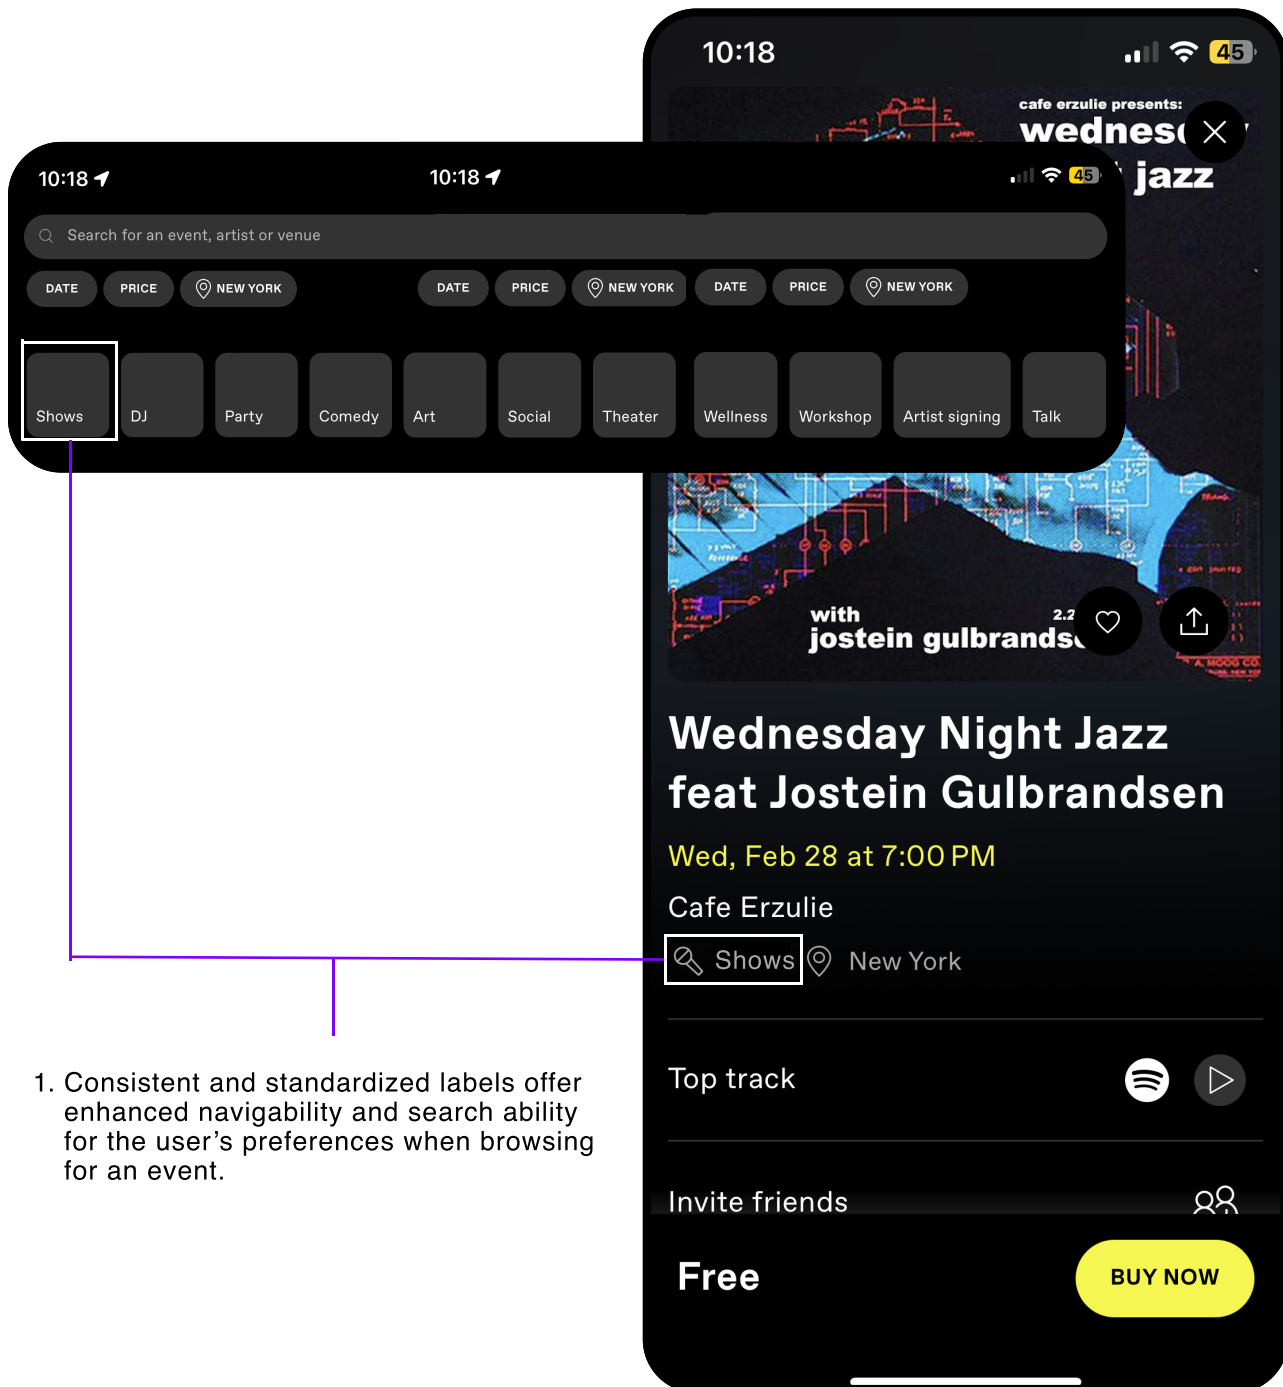 10:18
45
cafe erzulie presents:
jazz
10:18
10:18
45
Search for an event, artist or venue
DATE PRICE NEW YORK DATE PRICE NEW YORK DATE PRICE NEW YORK
Shows DJ Party Comedy Art Social Theater Wellness Workshop Artist signing Talk
with
jostein
Wednesday Night Jazz
feat Jostein Gulbrandsen
Wed, Feb 28 at 7:00 PM
Cafe Erzulie
Shows New York
1. Consistent and standardized labels offer
enhanced navigability and search ability
for the user's preferences when browsing
for an event.
Top track
Invite friends
Free
BUY NOW